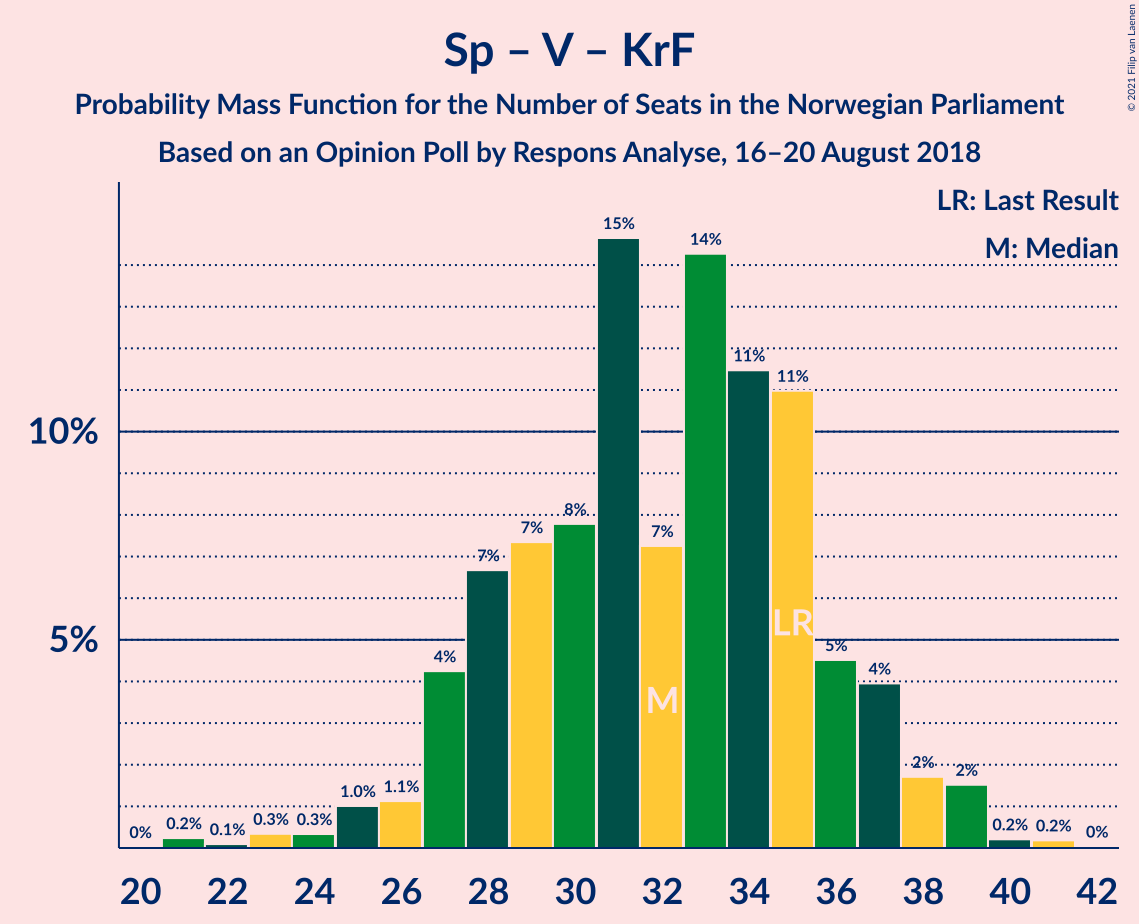 Sp – V – KrF
Probability Mass Function for the Number of Seats in the Norwegian Parliament
Based on an Opinion Poll by Respons Analyse, 16–20 August 2018
© 2021 Filip van Laenen
LR: Last Result
M: Median
15%
14%
11%
11%
10%
8%
7%
7%
7%
LR
5%
5%
4%
4%
M
2%
2%
1.0%
1.1%
0%
0.2%
0.1%
0.3%
0.3%
0.2%
0.2%
0%
20 22 24 26 28 30 32 34 36 38 40 42